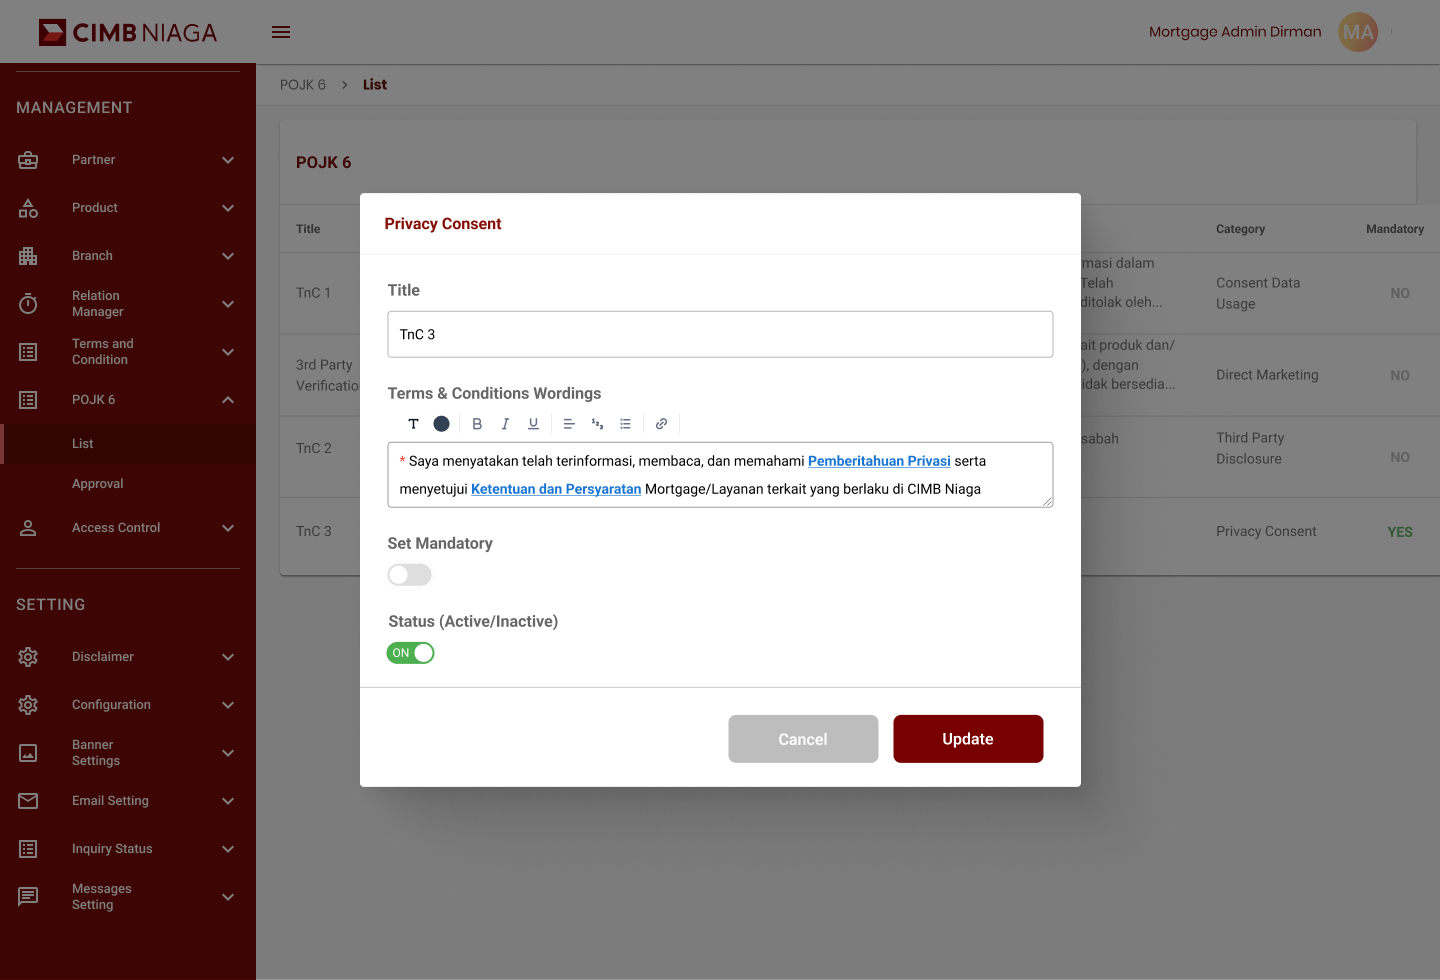 CIMB NIAGA
Mortgage Admin Dirman
MA
MANAGEMENT
Partner
Product
Branch
Relation
Manager
Terms and
Condition
POJK 6
List
Approval
Access Control
SETTING
Disclaimer
Configuration
Banner
Settings
Email Setting
Inquiry Status
Messages
Setting
POJK 6 > List
POJK 6
Title
Category
Mandatory
TnC 1
rmasi dalam
Telah
ditolak oleh...
Consent Data
Usage
NO
3rd Party
Verificatio
ait produk dan/
), dengan
idak bersedia...
Direct Marketing
NO
TnC 2
sabah
Third Party
Disclosure
NO
TnC 3
Privacy Consent
YES
Privacy Consent
Title
TnC 3
Terms & Conditions Wordings
T B I U
* Saya menyatakan telah terinformasi, membaca, dan memahami Pemberitahuan Privasi serta
menyetujui Ketentuan dan Persyaratan Mortgage/Layanan terkait yang berlaku di CIMB Niaga
Set Mandatory
Status (Active/Inactive)
ON
Cancel
Update